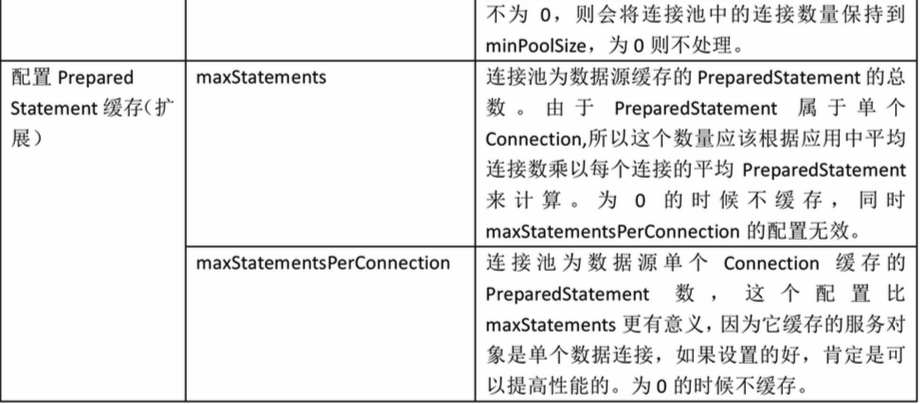 不为 0，则会将连接池中的连接数量保持到
minPoolSize，为 0 则不处理。
配置 Prepared
Statement 缓存（扩
展）
maxStatements
连接池为数据源缓存的 PreparedStatement 的总
数。由于 PreparedStatement 属于单个
Connection,所以这个数量应该根据应用中平均
连接数乘以每个连接的平均 PreparedStatement
来计算。为 0 的时候不缓存，同时
maxStatementsPerConnection 的配置无效。
maxStatementsPerConnection
连接池为数据源单个 Connection 缓存的
PreparedStatement 数，这个配置比
maxStatements 更有意义，因为它缓存的服务对
象是单个数据连接，如果设置的好，肯定是可
以提高性能的。为 0 的时候不缓存。